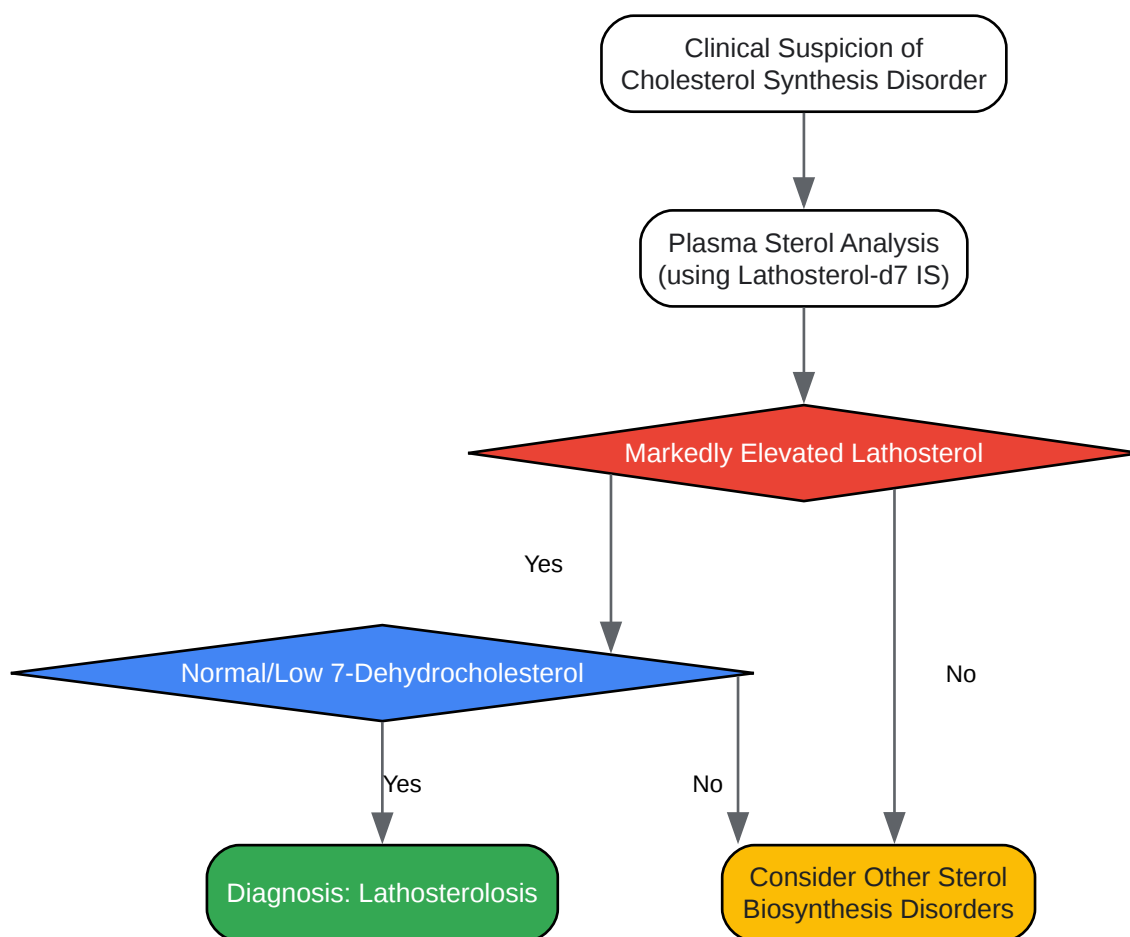 Clinical Suspicion of
Cholesterol Synthesis Disorder
Plasma Sterol Analysis
(using Lathosterol-d7 IS)
Markedly Elevated Lathosterol
Yes
No
Normal/Low 7-Dehydrocholesterol
Yes
No
Diagnosis: Lathosterolosis
Consider Other Sterol
Biosynthesis Disorders